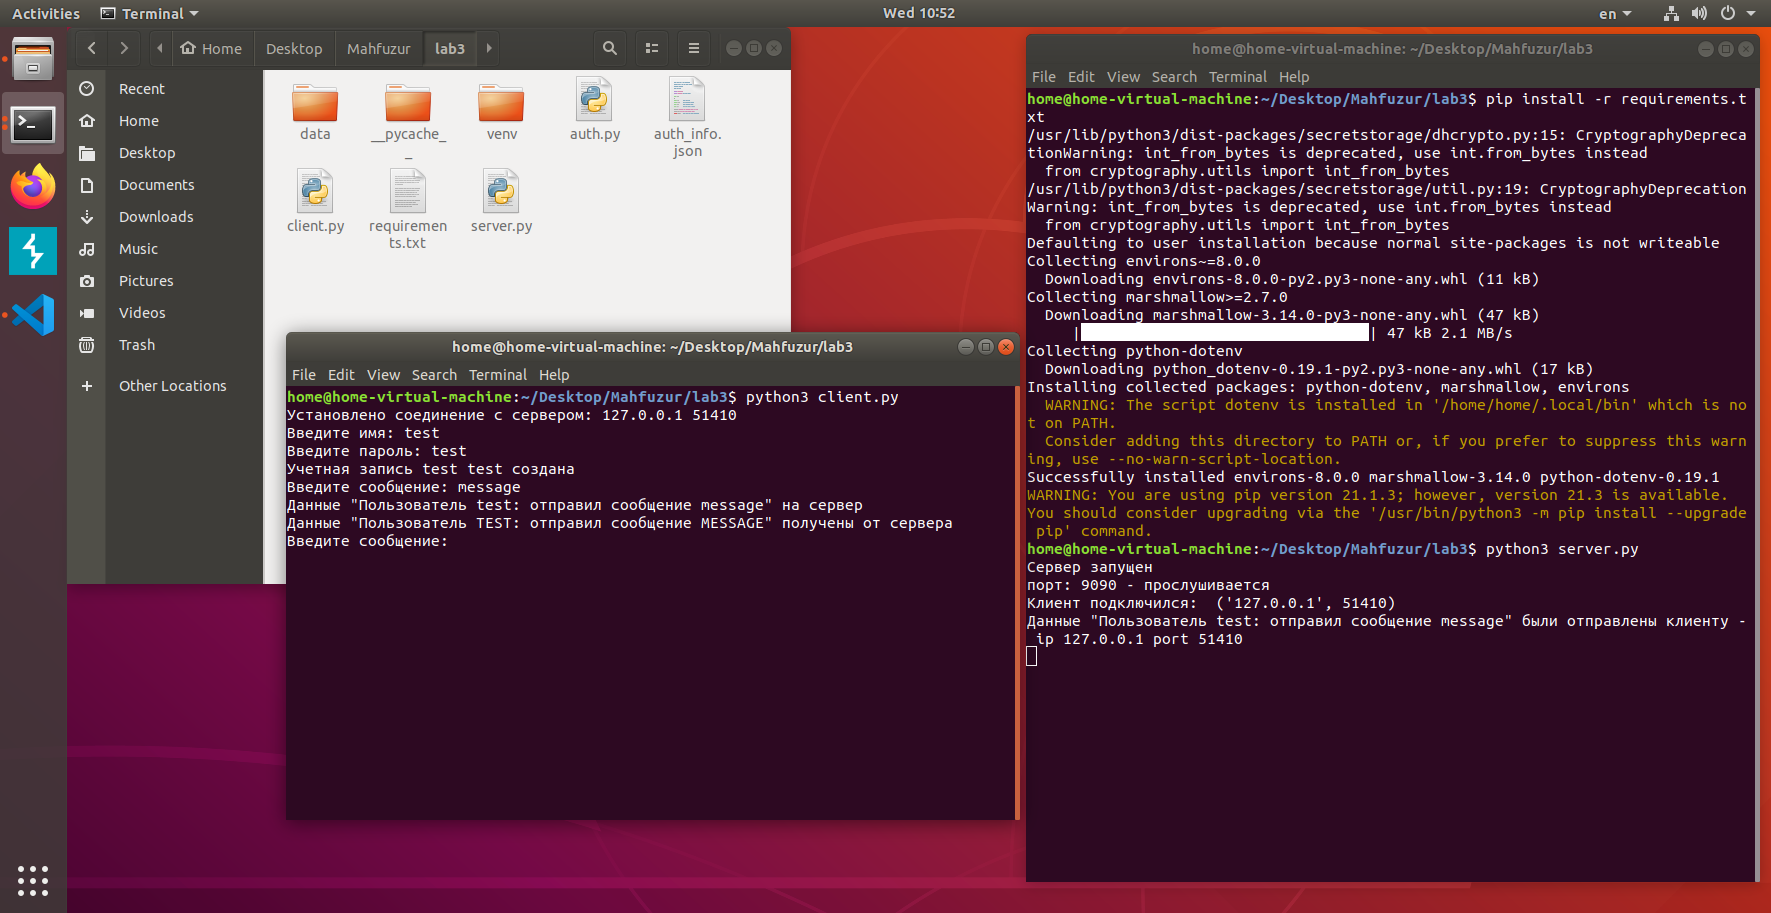 Activities
Terminal
Wed 10:52
en
Home
Desktop
Mahfuzur
lab3
Recent
Home
Desktop
Documents
Downloads
Music
Pictures
Videos
Trash
Other Locations
data
__pycache_
_
venv
auth.py
auth_info.
json
client.py
requiremen
ts.txt
server.py
home@home-virtual-machine: ~/Desktop/Mahfuzur/lab3
File Edit View Search Terminal Help
home@home-virtual-machine:~/Desktop/Mahfuzur/lab3$ python3 client.py
Установлено соединение с сервером: 127.0.0.1 51410
Введите имя: test
Введите пароль: test
Учетная запись test test создана
Введите сообщение: message
Данные "Пользователь test: отправил сообщение message" на сервер
Данные "Пользователь TEST: отправил сообщение MESSAGE" получены от сервера
Введите сообщение:
home@home-virtual-machine: ~/Desktop/Mahfuzur/lab3
File Edit View Search Terminal Help
home@home-virtual-machine:~/Desktop/Mahfuzur/lab3$ pip install -r requirements.t
xt
/usr/lib/python3/dist-packages/secretstorage/dhcrypto.py:15: CryptographyDepreca
tionWarning: int_from_bytes is deprecated, use int.from_bytes instead
from cryptography.utils import int_from_bytes
/usr/lib/python3/dist-packages/secretstorage/util.py:19: CryptographyDeprecation
Warning: int_from_bytes is deprecated, use int.from_bytes instead
from cryptography.utils import int_from_bytes
Defaulting to user installation because normal site-packages is not writeable
Collecting environs~=8.0.0
Downloading environs-8.0.0-py2.py3-none-any.whl (11 kB)
Collecting marshmallow>=2.7.0
Downloading marshmallow-3.14.0-py3-none-any.whl (47 kB)
| | 47 kB 2.1 MB/s
Collecting python-dotenv
Downloading python_dotenv-0.19.1-py2.py3-none-any.whl (17 kB)
Installing collected packages: python-dotenv, marshmallow, environs
WARNING: The script dotenv is installed in '/home/home/.local/bin' which is no
t on PATH.
Consider adding this directory to PATH or, if you prefer to suppress this warn
ing, use --no-warn-script-location.
Successfully installed environs-8.0.0 marshmallow-3.14.0 python-dotenv-0.19.1
WARNING: You are using pip version 21.1.3; however, version 21.3 is available.
You should consider upgrading via the '/usr/bin/python3 -m pip install --upgrade
pip' command.
home@home-virtual-machine:~/Desktop/Mahfuzur/lab3$ python3 server.py
Сервер запущен
порт: 9090 - прослушивается
Клиент подключился:  ('127.0.0.1', 51410)
Данные "Пользователь test: отправил сообщение message" были отправлены клиенту -
ip 127.0.0.1 port 51410